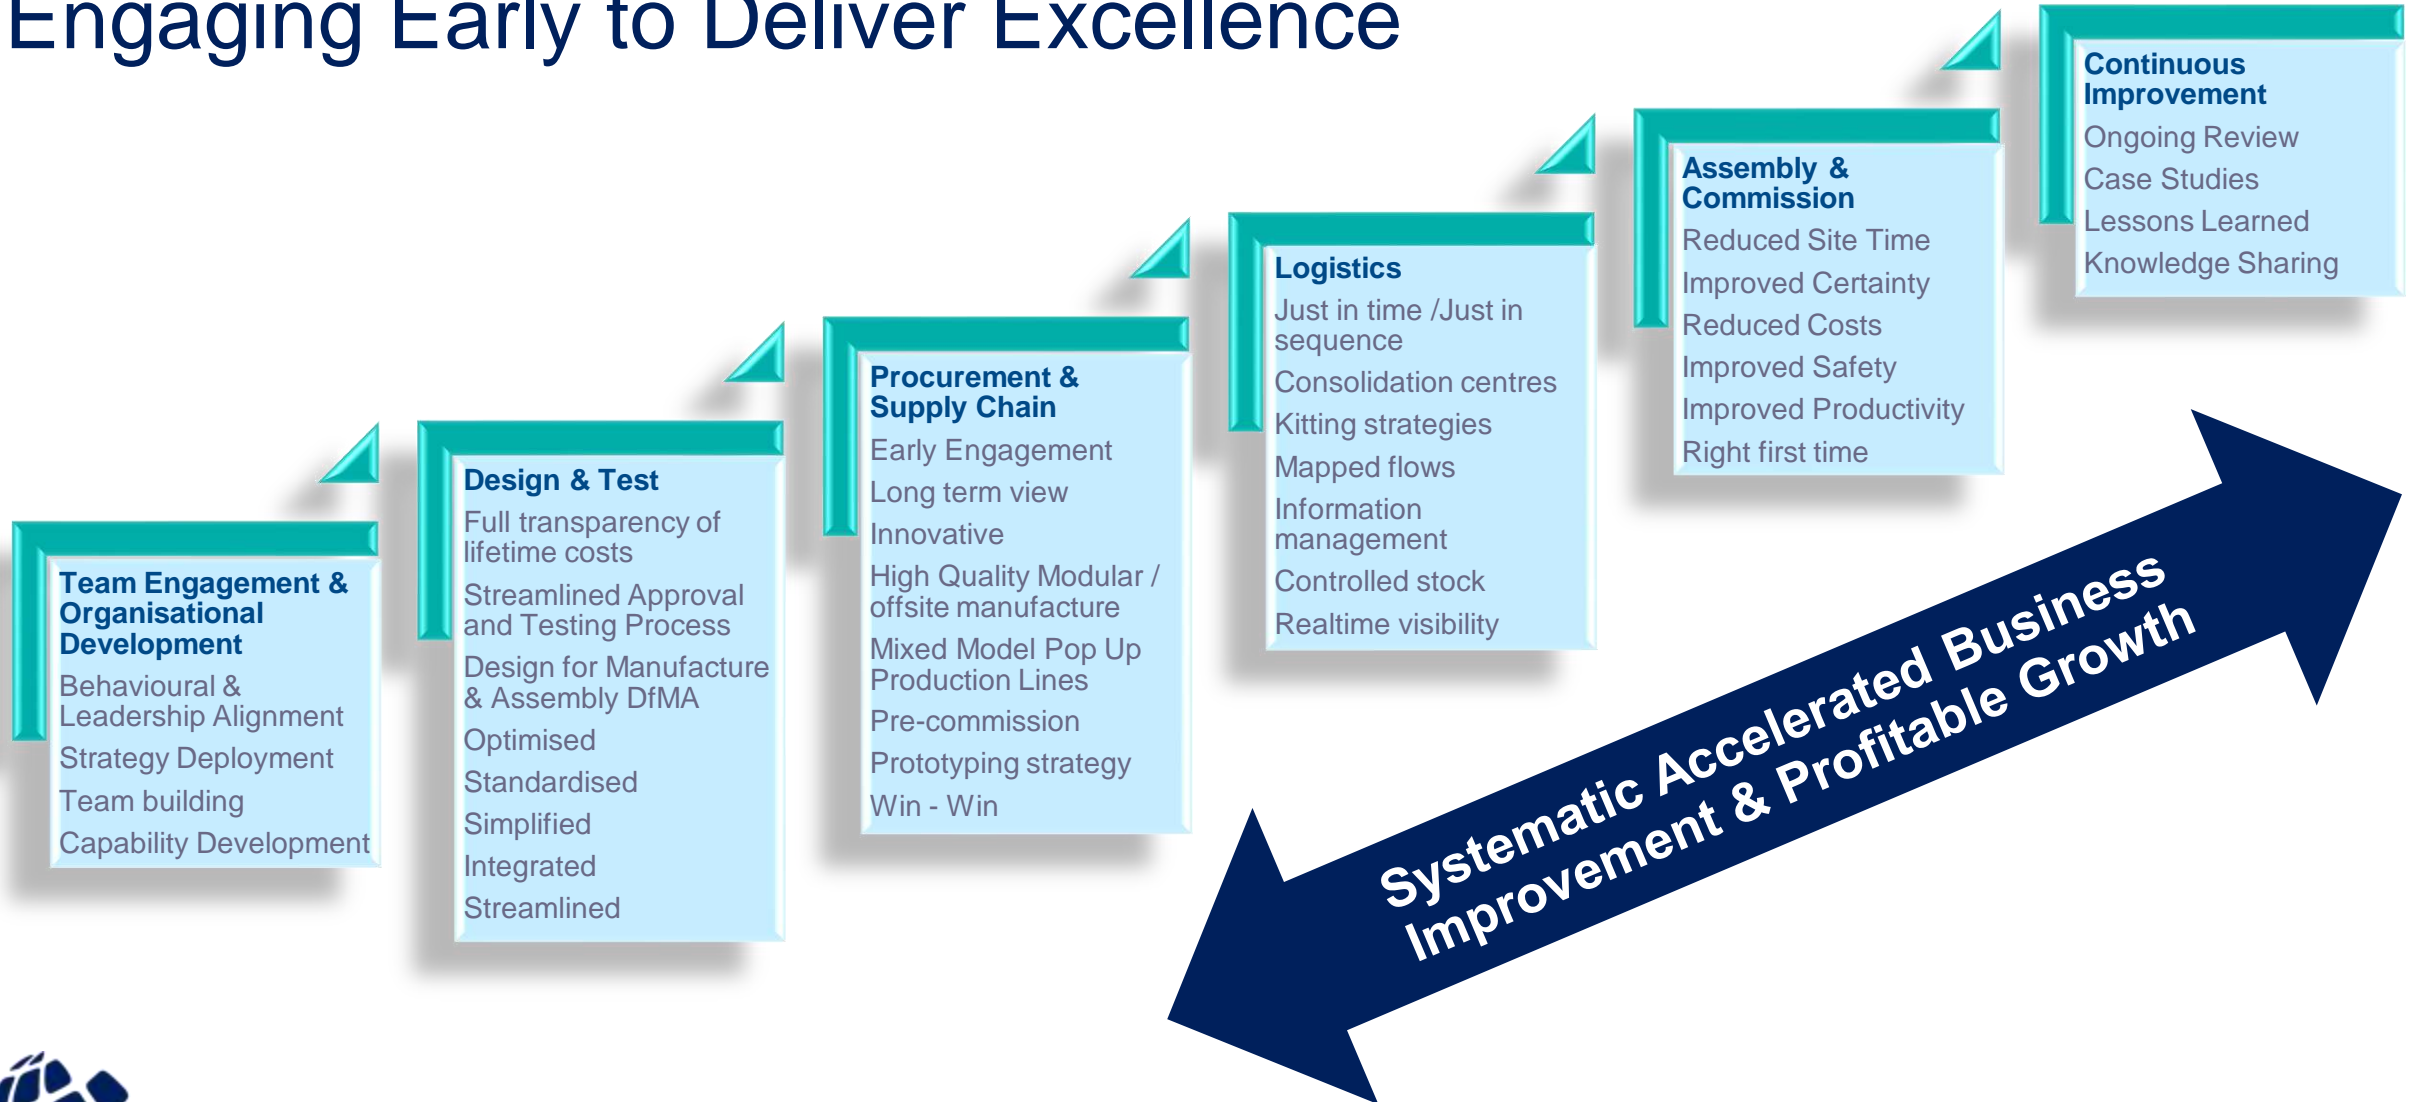 Engaging Early to Deliver Excellence
Team Engagement &
Organisational
Development
Behavioural &
Leadership Alignment
Strategy Deployment
Team building
Capability Development
Design & Test
Full transparency of
lifetime costs
Streamlined Approval
and Testing Process
Design for Manufacture
& Assembly DfMA
Optimised
Standardised
Simplified
Integrated
Streamlined
Procurement &
Supply Chain
Early Engagement
Long term view
Innovative
High Quality Modular /
offsite manufacture
Mixed Model Pop Up
Production Lines
Pre-commission
Prototyping strategy
Win - Win
Logistics
Just in time /Just in
sequence
Consolidation centres
Kitting strategies
Mapped flows
Information
management
Controlled stock
Realtime visibility
Assembly &
Commission
Reduced Site Time
Improved Certainty
Reduced Costs
Improved Safety
Improved Productivity
Right first time
Continuous
Improvement
Ongoing Review
Case Studies
Lessons Learned
Knowledge Sharing
Systematic Accelerated Business
Improvement & Profitable Growth